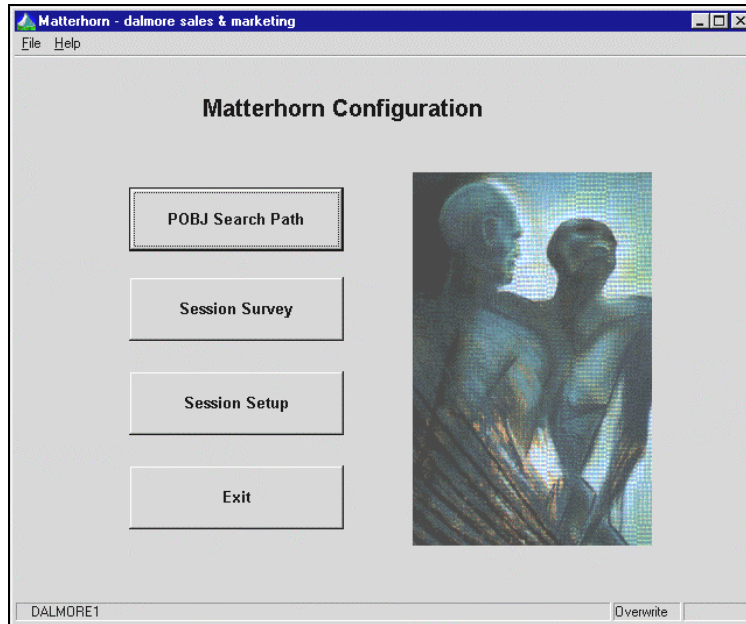 Matterhorn - dalmore sales & marketing
File Help
Matterhorn Configuration
POBJ Search Path
Session Survey
Session Setup
Exit
DALMORE1 Overwrite